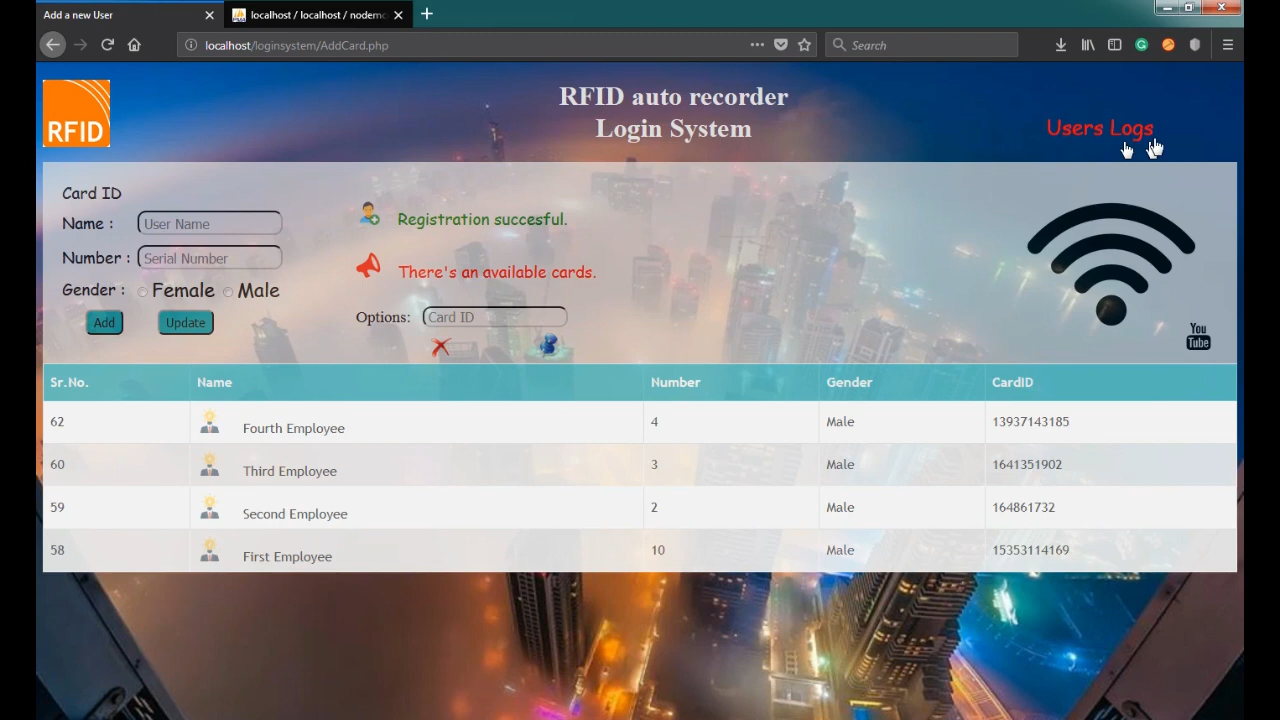 Add a new User
localhost / localhost / nodemc
localhost/loginsystem/AddCard.php
Search
RFID
RFID auto recorder
Login System
Users Logs
Card ID
Name :
User Name
Number :
Serial Number
Gender :
Female
Male
Add
Update
Registration succesful.
There's an available cards.
Options:
Card ID
You
Tube
Sr.No. Name Number Gender CardID
62 Fourth Employee 4 Male 13937143185
60 Third Employee 3 Male 1641351902
59 Second Employee 2 Male 164861732
58 First Employee 10 Male 15353114169